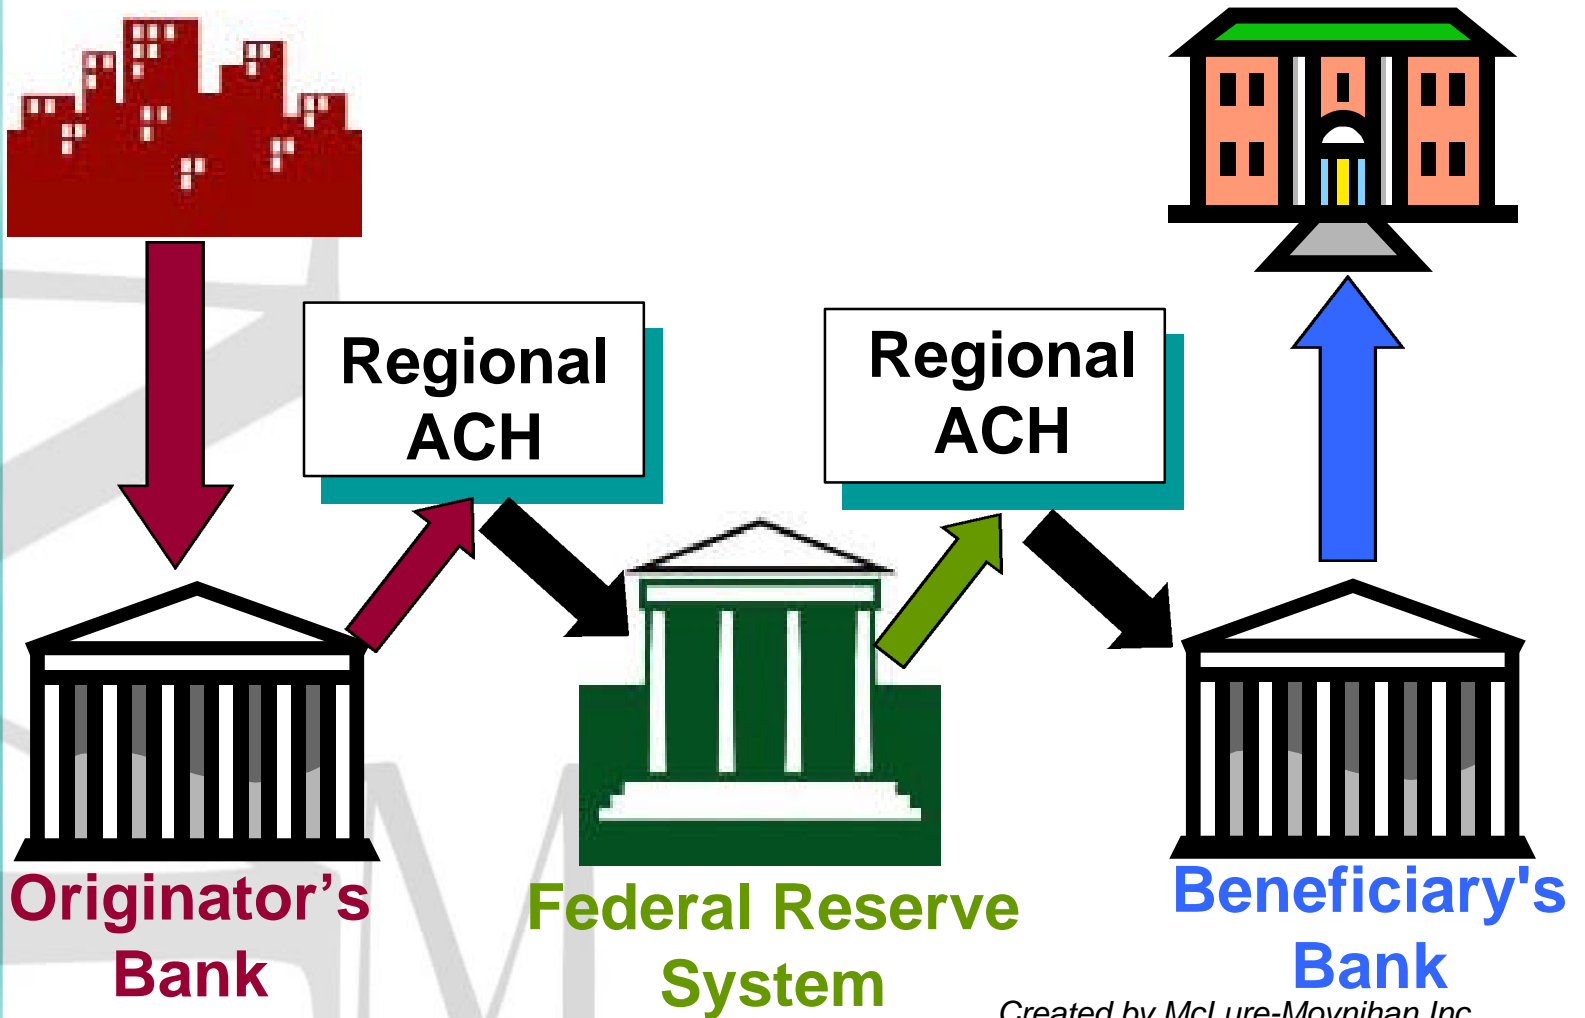 Regional
ACH
Regional
ACH
Originator’s
Bank
Federal Reserve
System
Beneficiary's
Bank
Created by McLure-Moynihan Inc